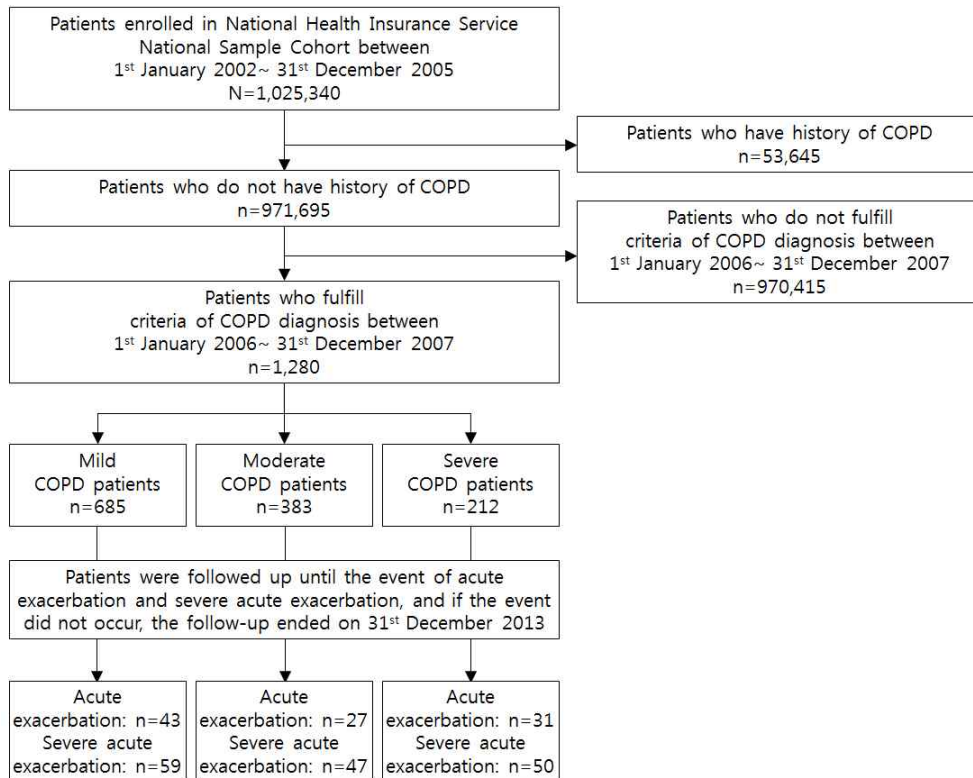 Patients enrolled in National Health Insurance Service
National Sample Cohort between
1st January 2002~ 31st December 2005
N=1,025,340
Patients who have history of COPD
n=53,645
Patients who do not have history of COPD
n=971,695
Patients who do not fulfill
criteria of COPD diagnosis between
1st January 2006~ 31st December 2007
n=970,415
Patients who fulfill
criteria of COPD diagnosis between
1st January 2006~ 31st December 2007
n=1,280
Mild
COPD patients
n=685
Moderate
COPD patients
n=383
Severe
COPD patients
n=212
Patients were followed up until the event of acute
exacerbation and severe acute exacerbation, and if the event
did not occur, the follow-up ended on 31st December 2013
Acute
exacerbation: n=43
Severe acute
exacerbation: n=59
Acute
exacerbation: n=27
Severe acute
exacerbation: n=47
Acute
exacerbation: n=31
Severe acute
exacerbation: n=50